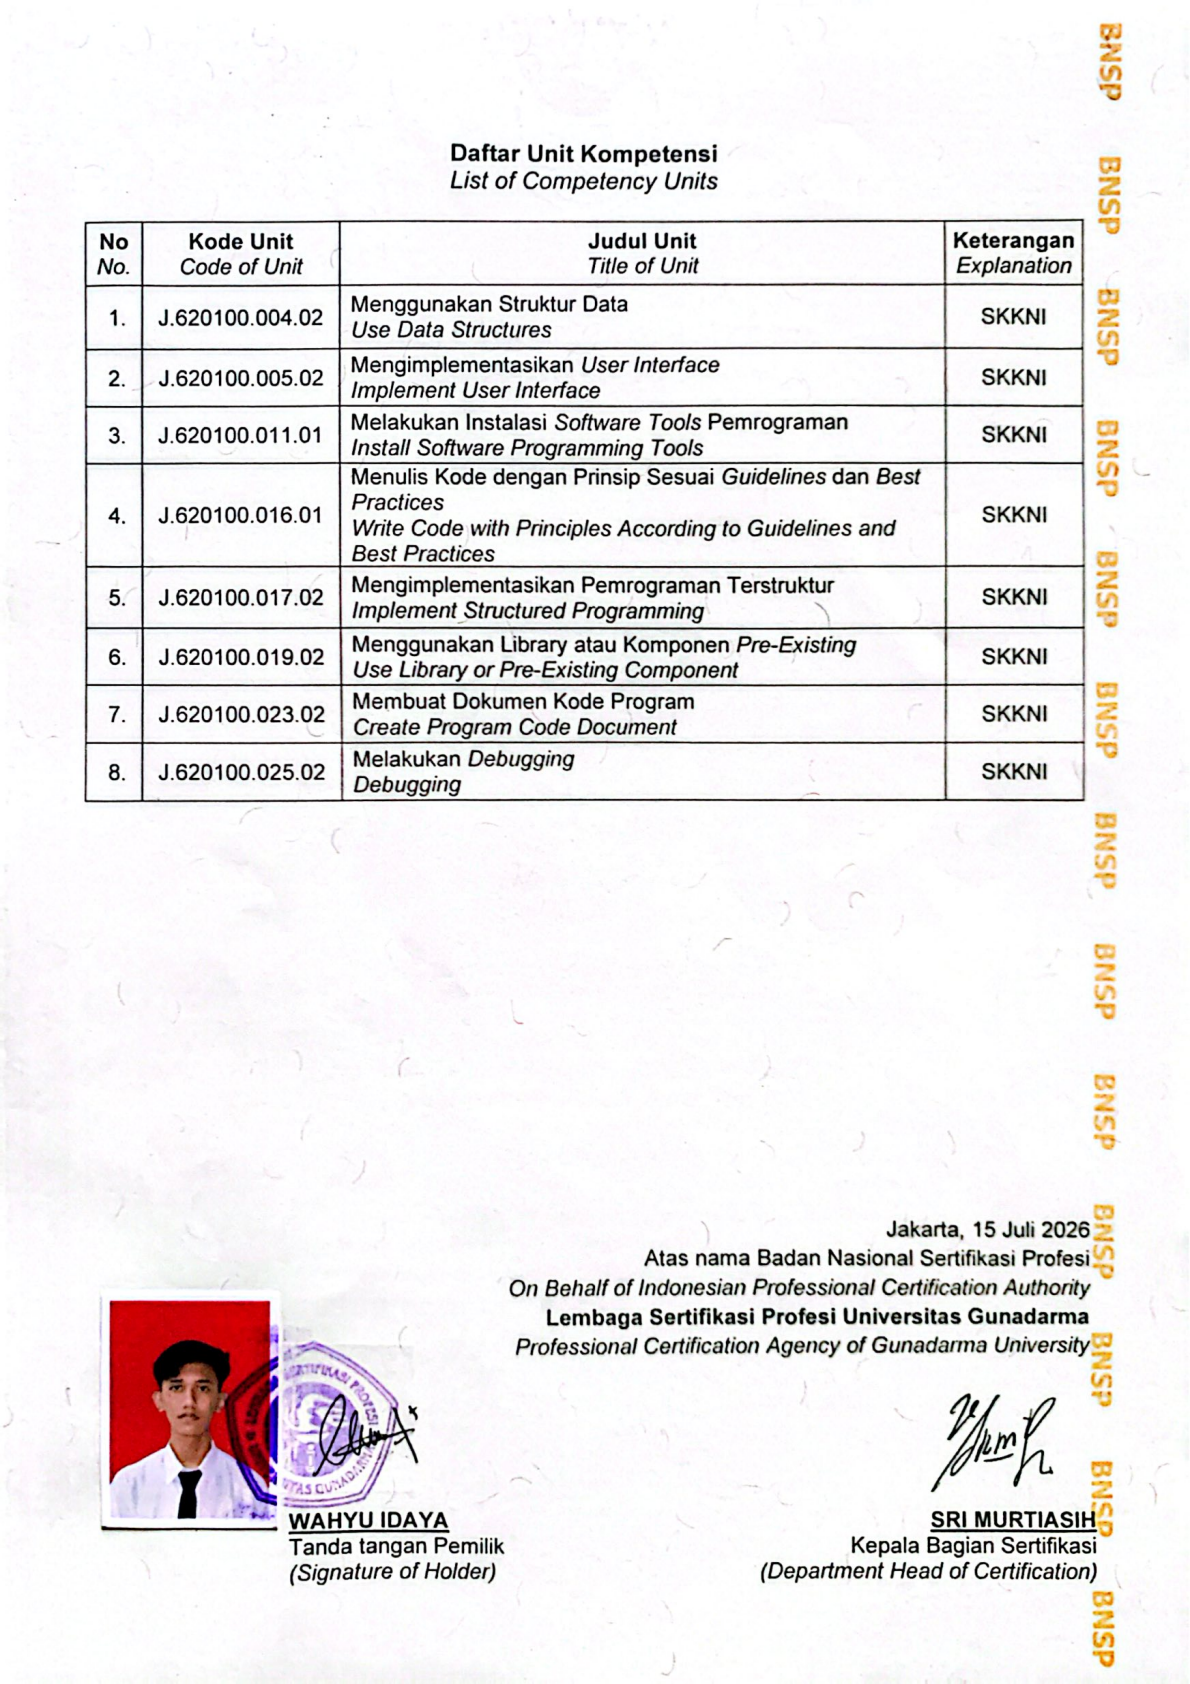 Daftar Unit Kompetensi
List of Competency Units
No Kode Unit Judul Unit Keterangan
No. Code of Unit Title of Unit Explanation
1. J.620100.004.02 Menggunakan Struktur Data SKKNI
Use Data Structures
2. J.620100.005.02 Mengimplementasikan User Interface SKKNI
Implement User Interface
3. J.620100.011.01 Melakukan Instalasi Software Tools Pemrograman SKKNI
Install Software Programming Tools
4. J.620100.016.01 Menulis Kode dengan Prinsip Sesuai Guidelines dan Best SKKNI
Practices
Write Code with Principles According to Guidelines and
Best Practices
5. J.620100.017.02 Mengimplementasikan Pemrograman Terstruktur SKKNI
Implement Structured Programming
6. J.620100.019.02 Menggunakan Library atau Komponen Pre-Existing SKKNI
Use Library or Pre-Existing Component
7. J.620100.023.02 Membuat Dokumen Kode Program SKKNI
Create Program Code Document
8. J.620100.025.02 Melakukan Debugging SKKNI
Debugging
Jakarta, 15 Juli 2026
Atas nama Badan Nasional Sertifikasi Profesi
On Behalf of Indonesian Professional Certification Authority
Lembaga Sertifikasi Profesi Universitas Gunadarma
Professional Certification Agency of Gunadarma University
WAHYU IDAYA
Tanda tangan Pemilik
(Signature of Holder)
SRI MURTIASIH
Kepala Bagian Sertifikasi
(Department Head of Certification)
BNSP
BNSP
BNSP
BNSP
BNSP
BNSP
BNSP
BNSP
BNSP
BNSP
BNSP
BNSP
BNSP